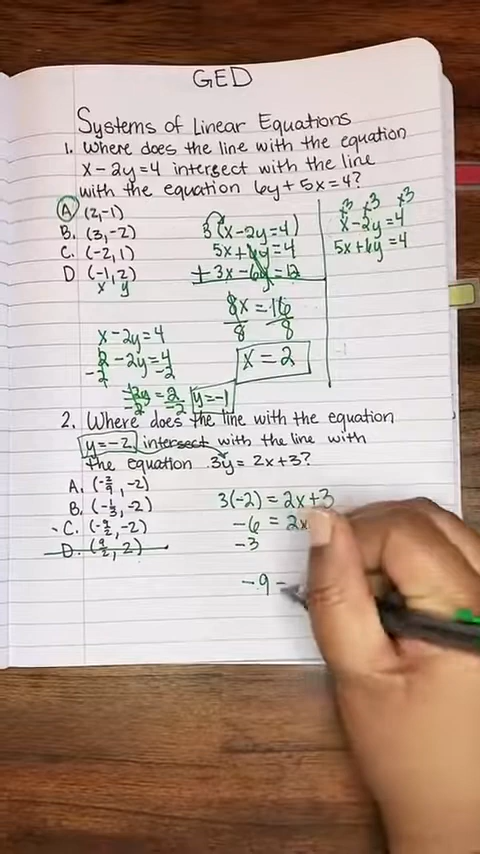 GED
Systems of Linear Equations
1. Where does the line with the equation
x - 2y = 4 intersect with the line
with the equation 6y + 5x = 4?
A (2, -1)
B. (3, -2)
C. (-2, 1)
D (-1, 2)
x y
3(x - 2y = 4)
5x + 6y = 4
+ 3x - 6y = 12
8x = 16
8 8
x = 2
x3 x3 x3
x - 2y = 4
5x + 6y = 4
x - 2y = 4
2 - 2y = 4
-2 -2
-2y = 2
-2 -2
y = -1
2. Where does the line with the equation
y = -2 intersect with the line with
the equation 3y = 2x + 3?
A. (-2/9, -2)
B. (-1/3, -2)
C. (-9/2, -2)
D. (9/2, 2)
3(-2) = 2x + 3
-6 = 2x
-3
-9 =